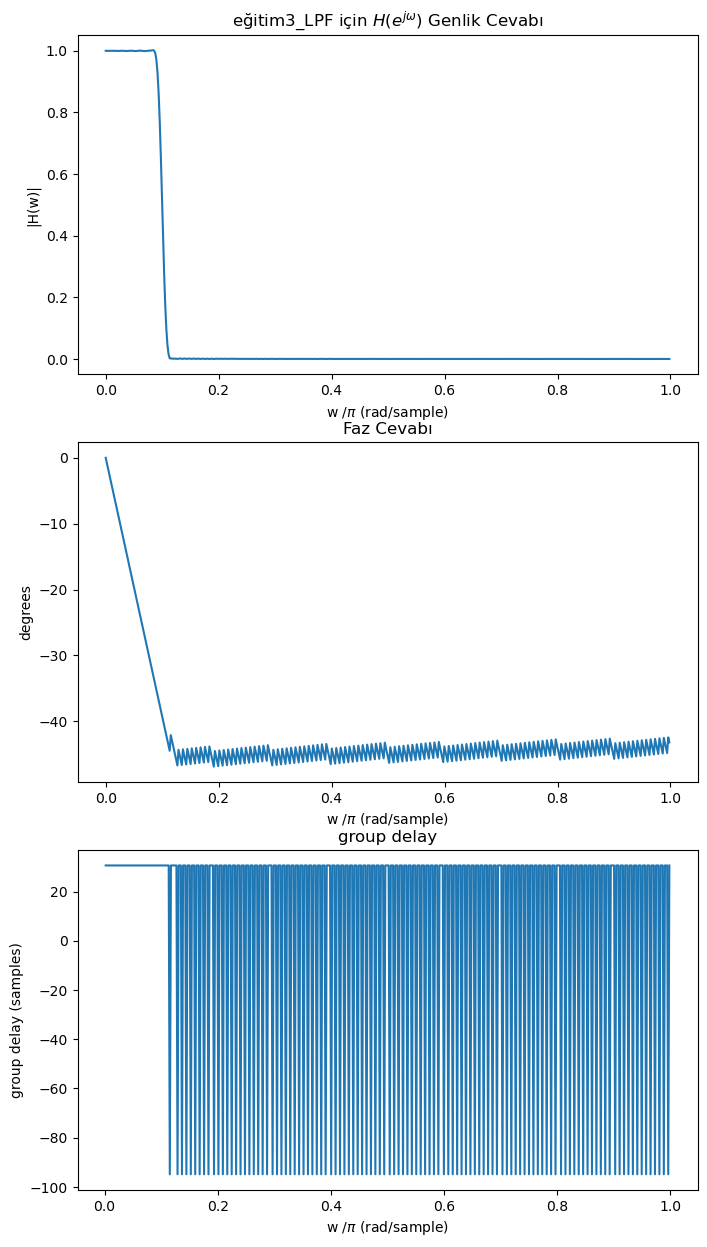 eğitim3_LPF için $H(e^{j\omega})$ Genlik Cevabı
|H(w)|
1.0
0.8
0.6
0.4
0.2
0.0
0.0 0.2 0.4 0.6 0.8 1.0
w /π (rad/sample)
Faz Cevabı
degrees
0
−10
−20
−30
−40
0.0 0.2 0.4 0.6 0.8 1.0
w /π (rad/sample)
group delay
group delay (samples)
20
0
−20
−40
−60
−80
−100
0.0 0.2 0.4 0.6 0.8 1.0
w /π (rad/sample)